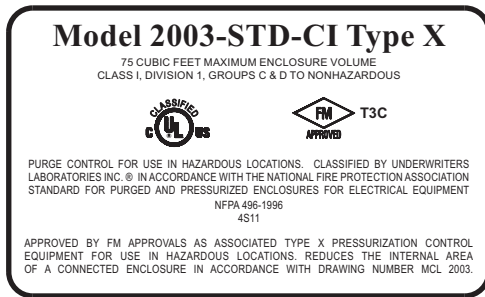 Model 2003-STD-CI Type X
75 CUBIC FEET MAXIMUM ENCLOSURE VOLUME
CLASS I, DIVISION 1, GROUPS C & D TO NONHAZARDOUS
CLASSIFIED
C UL US
FM T3C
APPROVED
PURGE CONTROL FOR USE IN HAZARDOUS LOCATIONS. CLASSIFIED BY UNDERWRITERS
LABORATORIES INC. ® IN ACCORDANCE WITH THE NATIONAL FIRE PROTECTION ASSOCIATION
STANDARD FOR PURGED AND PRESSURIZED ENCLOSURES FOR ELECTRICAL EQUIPMENT
NFPA 496-1996
4S11
APPROVED BY FM APPROVALS AS ASSOCIATED TYPE X PRESSURIZATION CONTROL
EQUIPMENT FOR USE IN HAZARDOUS LOCATIONS. REDUCES THE INTERNAL AREA
OF A CONNECTED ENCLOSURE IN ACCORDANCE WITH DRAWING NUMBER MCL 2003.